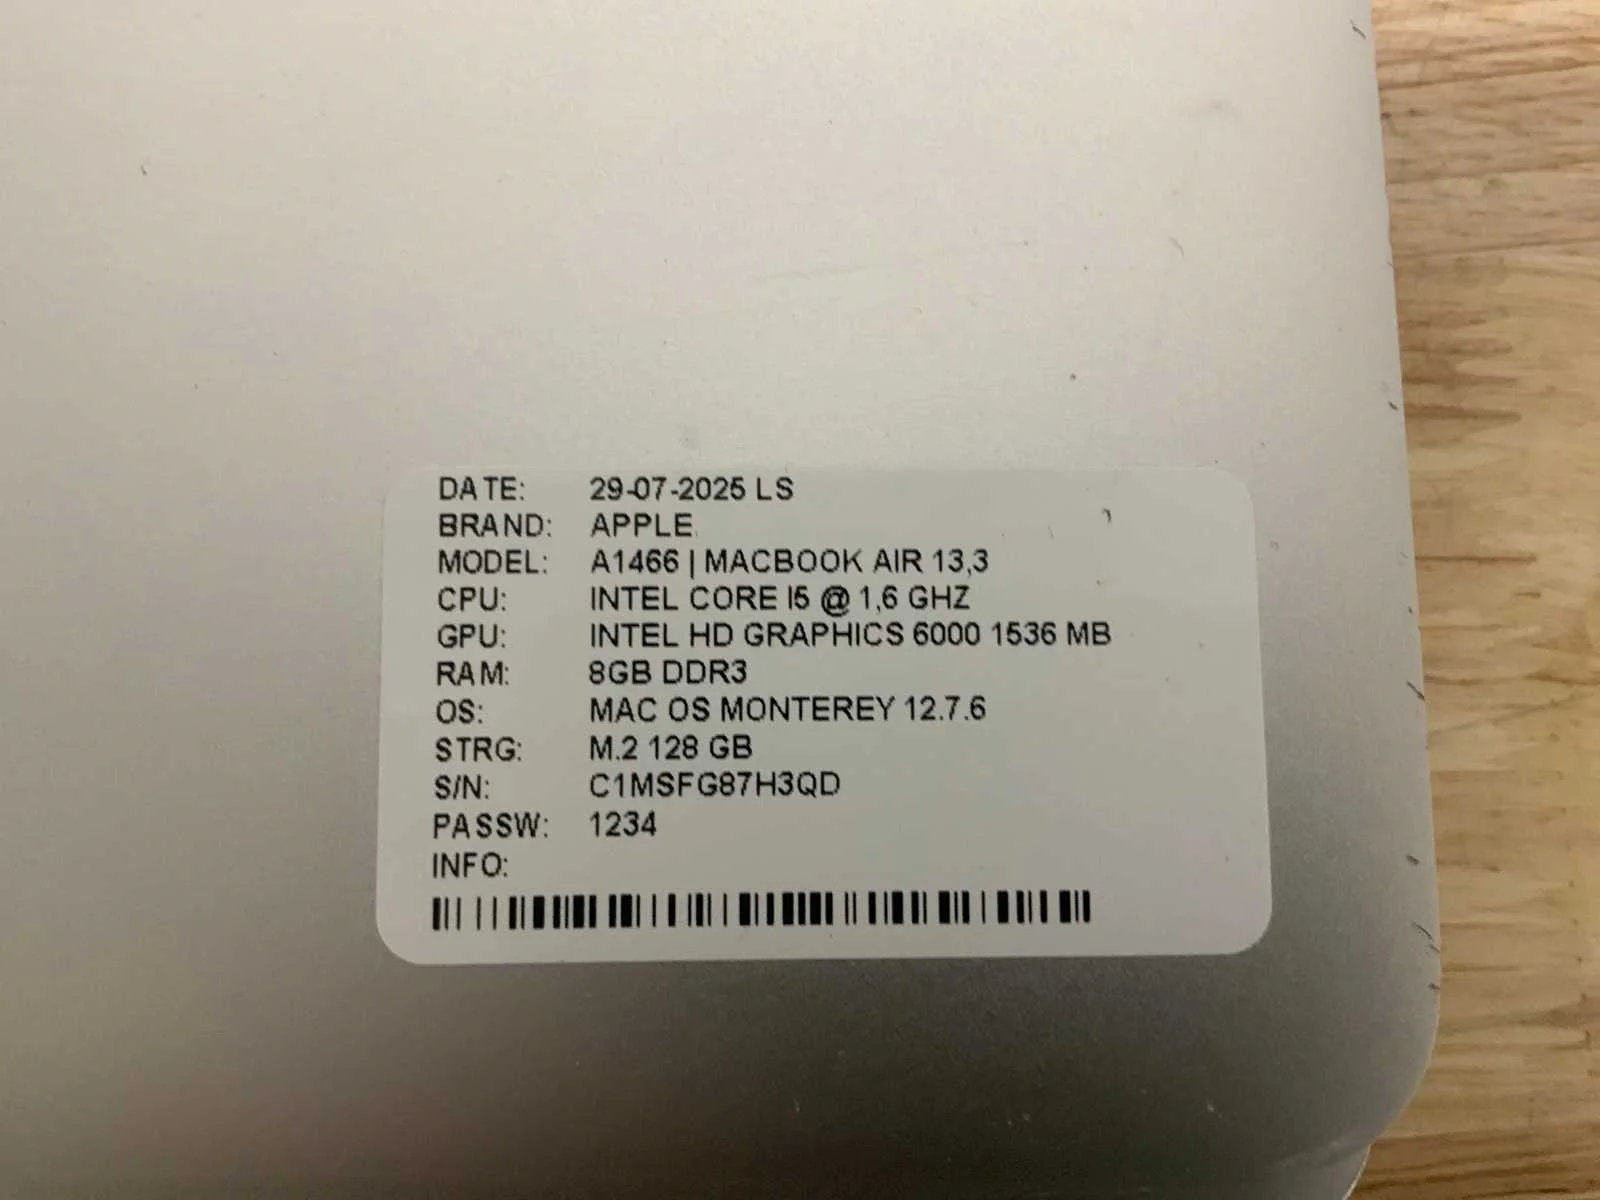 DATE: 29-07-2025 LS
BRAND: APPLE
MODEL: A1466 | MACBOOK AIR 13,3
CPU: INTEL CORE I5 @ 1,6 GHZ
GPU: INTEL HD GRAPHICS 6000 1536 MB
RAM: 8GB DDR3
OS: MAC OS MONTEREY 12.7.6
STRG: M.2 128 GB
S/N: C1MSFG87H3QD
PASSW: 1234
INFO: